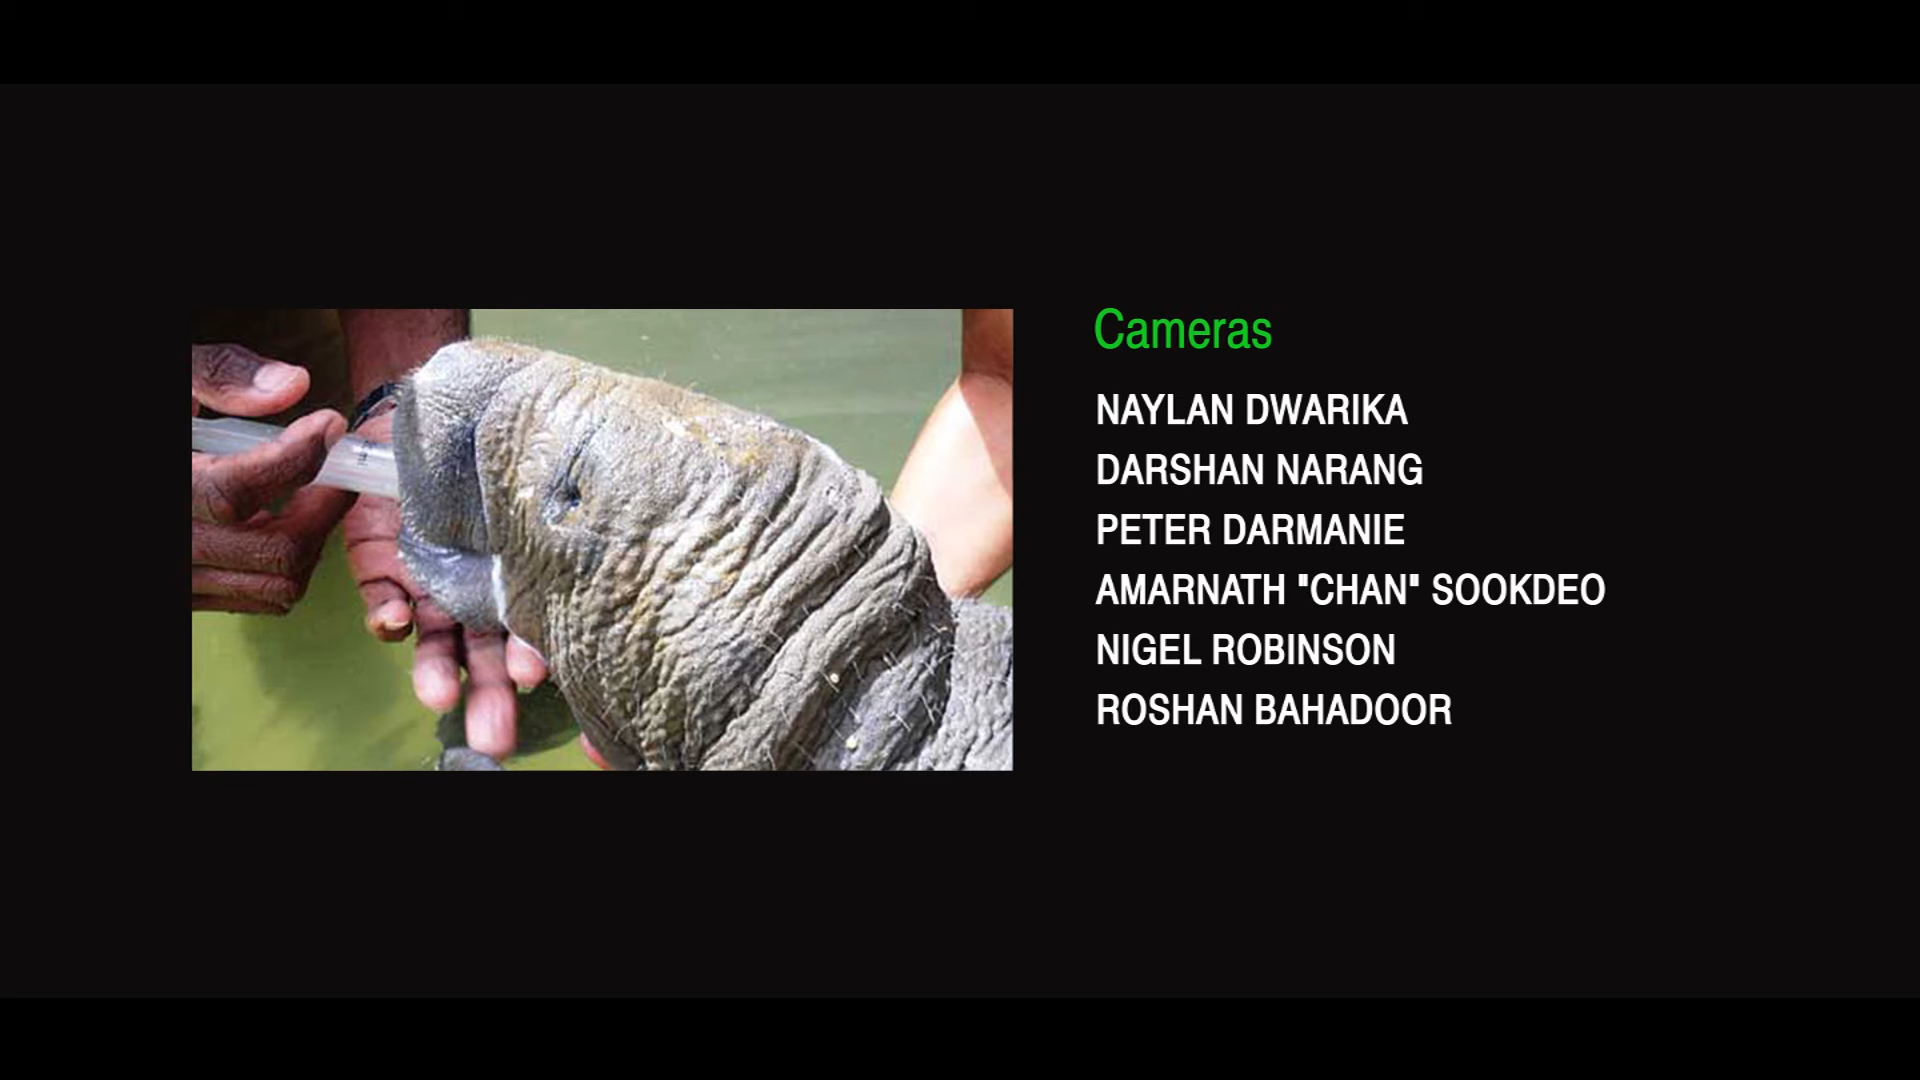 Cameras
NAYLAN DWARIKA
DARSHAN NARANG
PETER DARMANIE
AMARNATH "CHAN" SOOKDEO
NIGEL ROBINSON
ROSHAN BAHADOOR